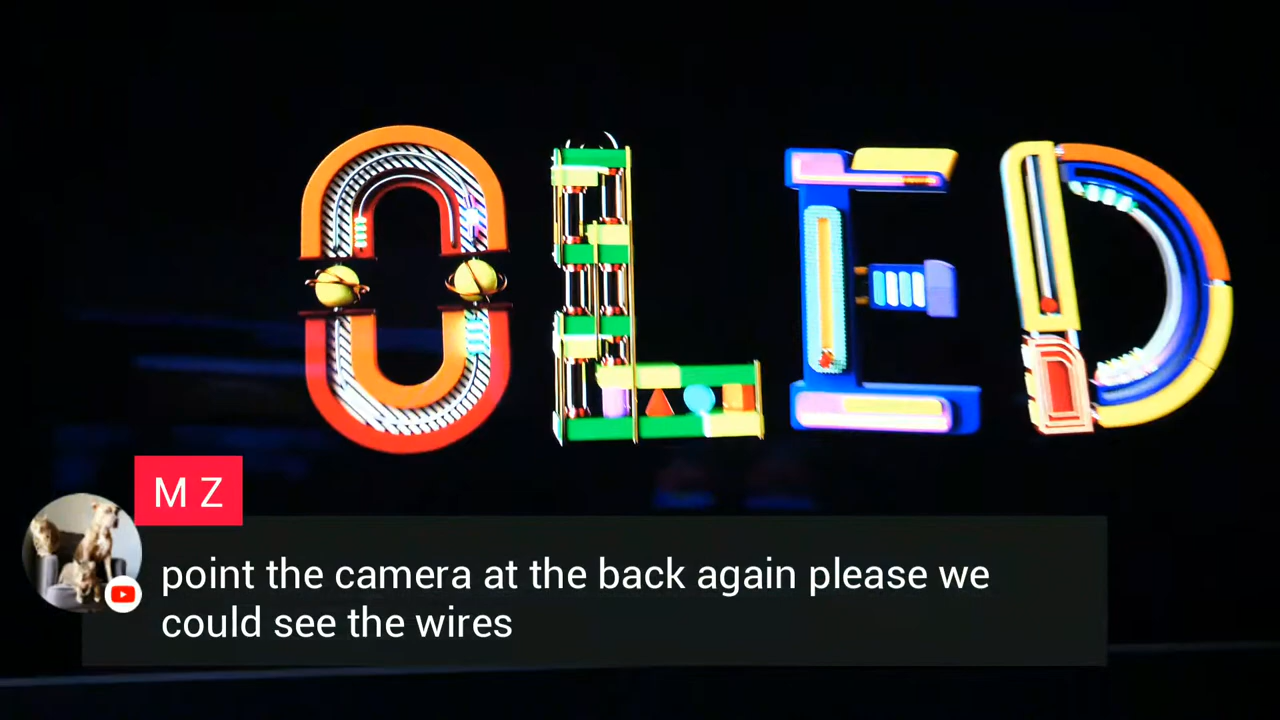 OLED
M Z
point the camera at the back again please we
could see the wires